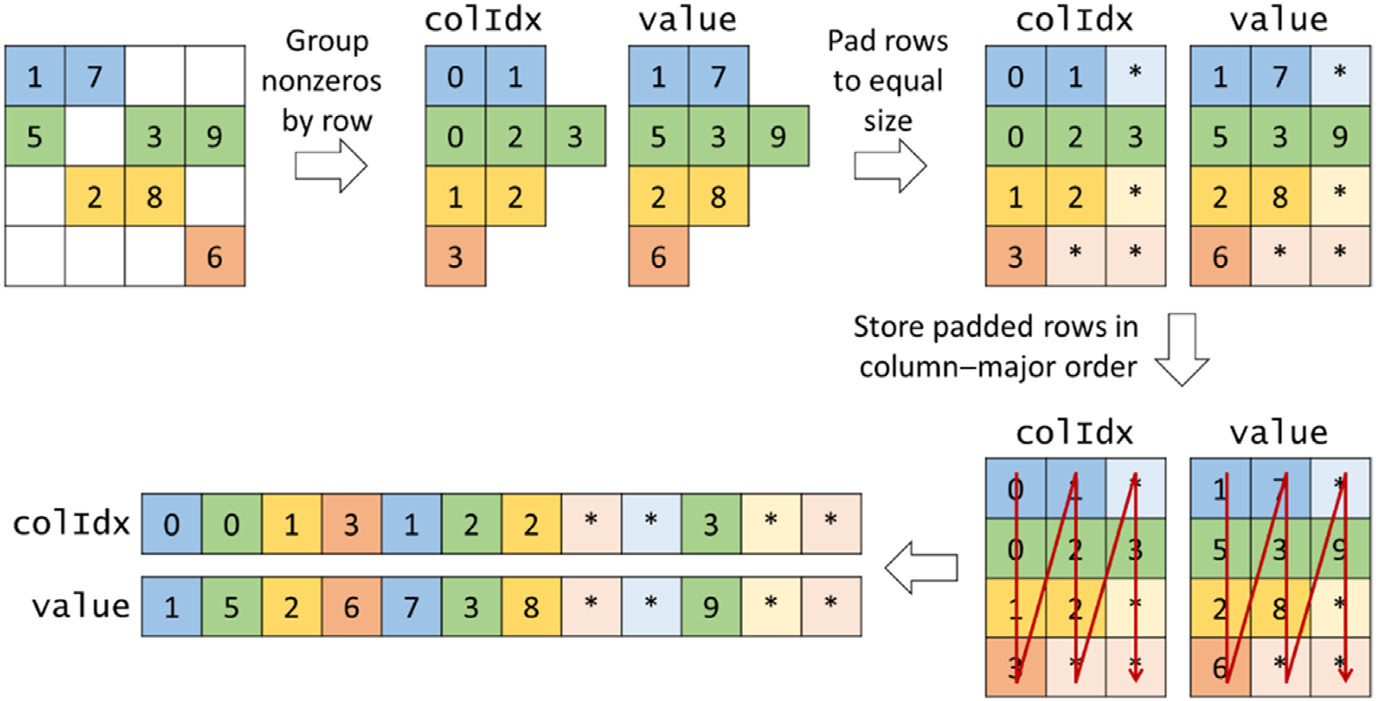 colIdx value colIdx value
Group nonzeros by row
Pad rows to equal size
1 7
5 3 9
2 8
6
0 1
0 2 3
1 2
3
1 7
5 3 9
2 8
6
0 1 *
0 2 3
1 2 *
3 * *
1 7 *
5 3 9
2 8 *
6 * *
Store padded rows in
column–major order
colIdx value
0 1 *
0 2 3
1 2 *
3 * *
1 7 *
5 3 9
2 8 *
6 * *
colIdx 0 0 1 3 1 2 2 * * 3 * *
value 1 5 2 6 7 3 8 * * 9 * *